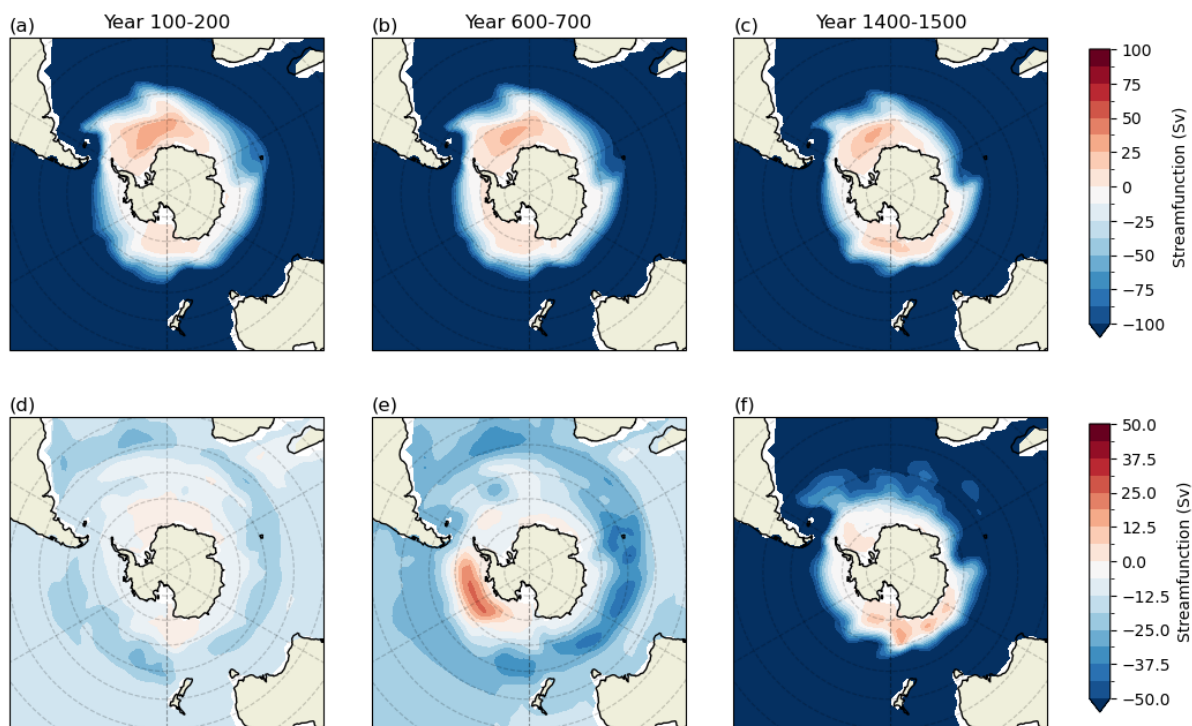 (a) Year 100-200
(b) Year 600-700
(c) Year 1400-1500
100
75
50
25
0
−25
−50
−75
−100
Streamfunction (Sv)
(d)
(e)
(f)
50.0
37.5
25.0
12.5
0.0
−12.5
−25.0
−37.5
−50.0
Streamfunction (Sv)